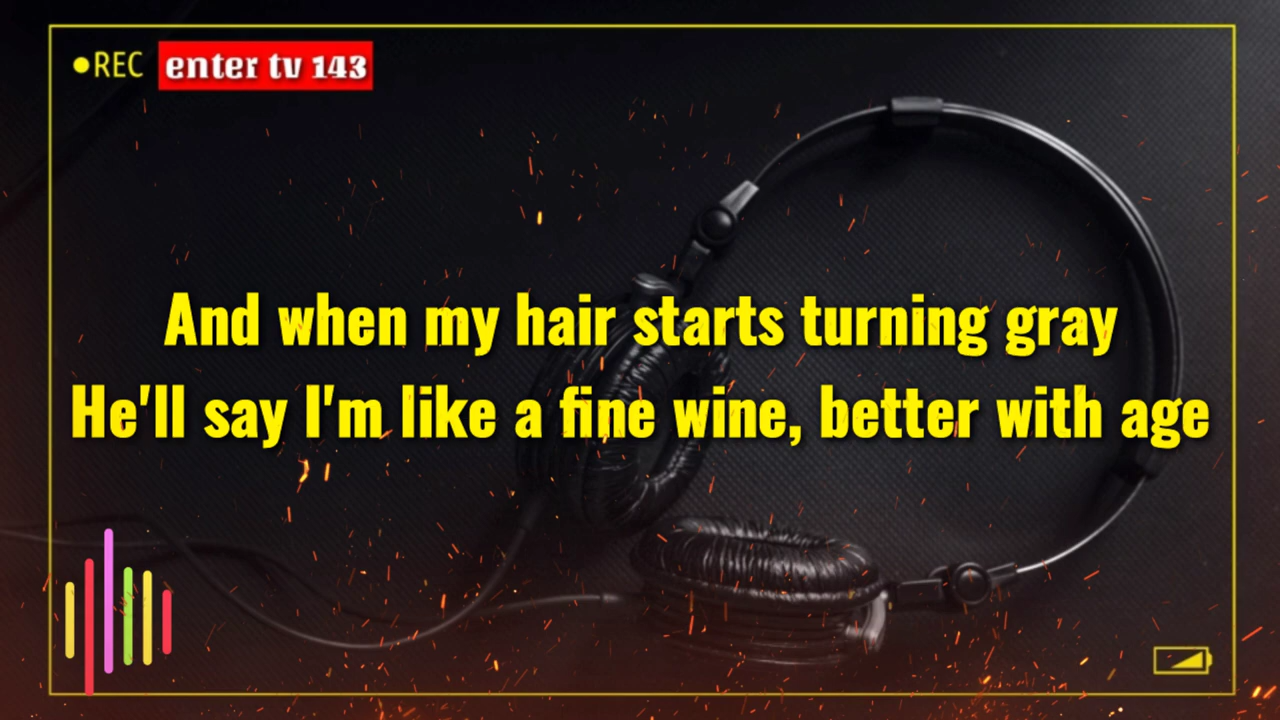 REC enter tv 143
And when my hair starts turning gray
He'll say I'm like a fine wine, better with age